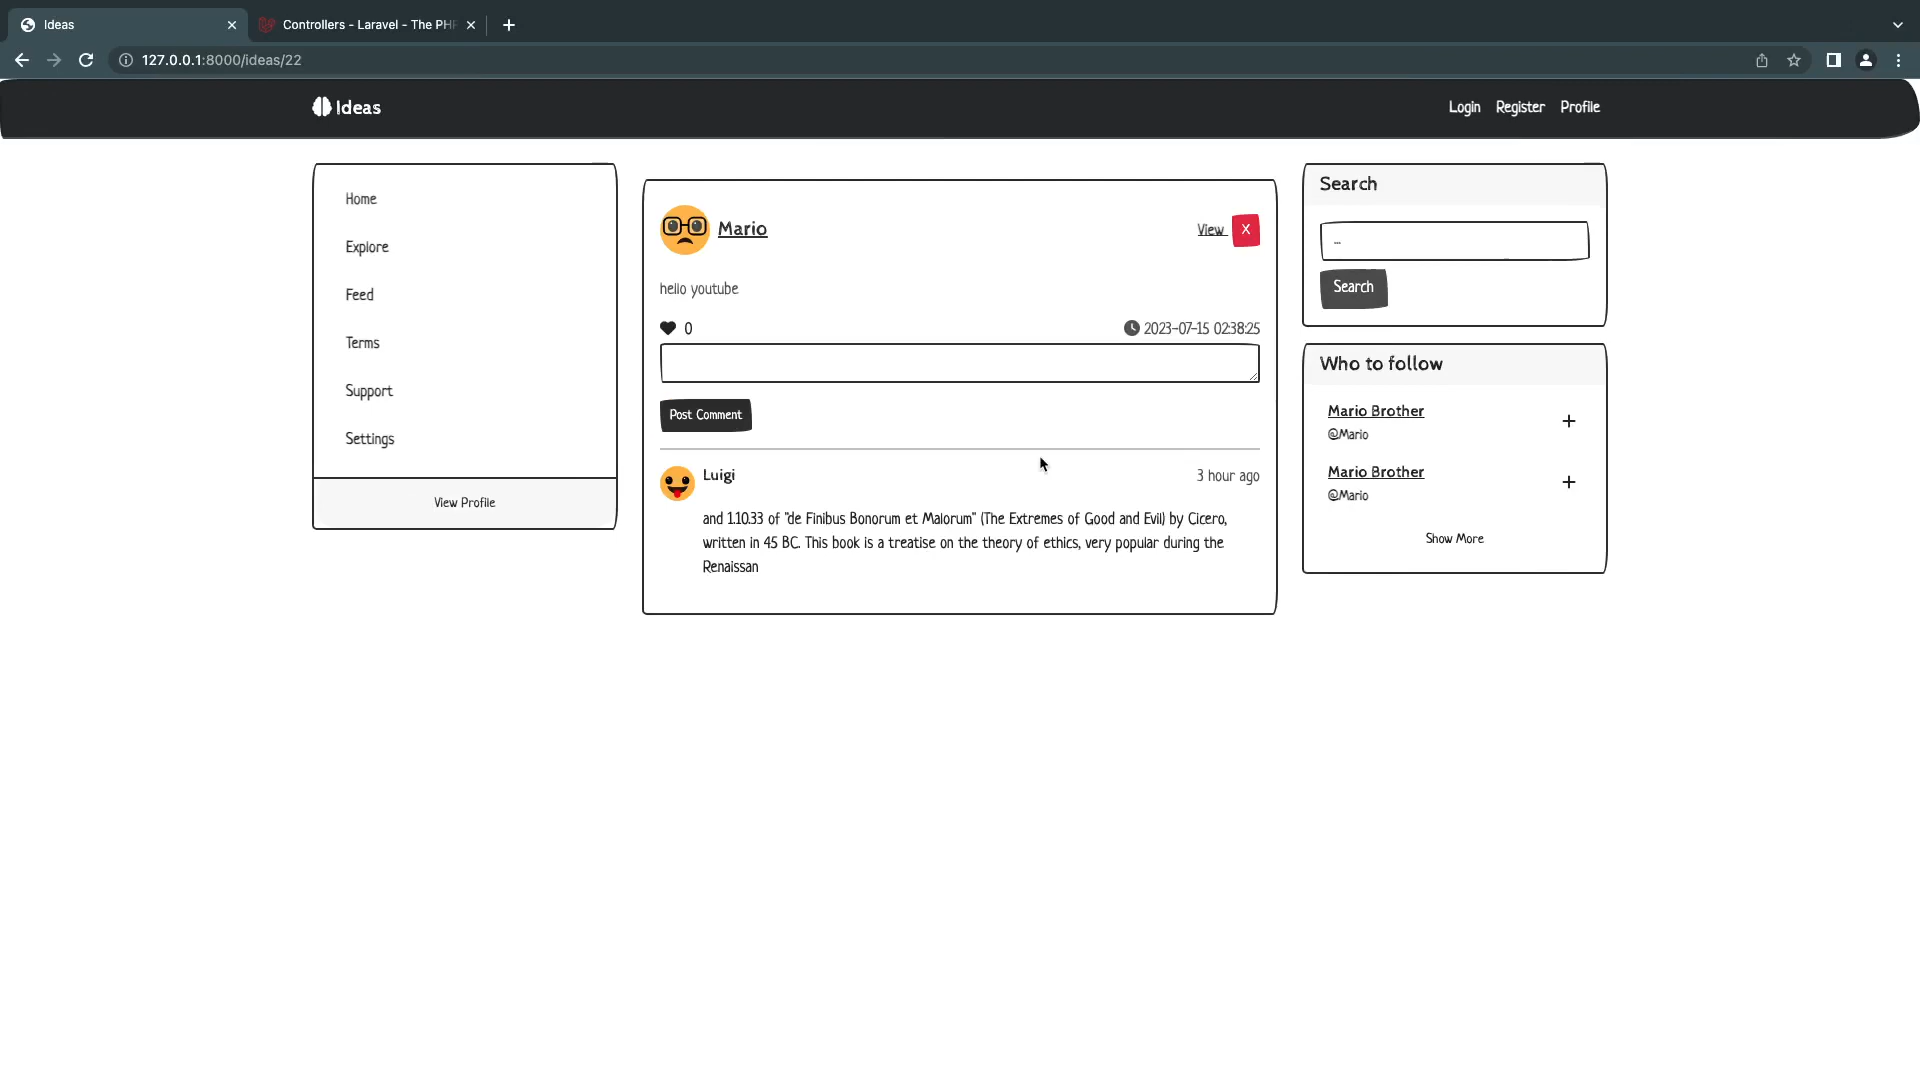 Ideas
Controllers - Laravel - The PHP
127.0.0.1:8000/ideas/22
Ideas
Login Register Profile
Home
Explore
Feed
Terms
Support
Settings
View Profile
Mario
View X
hello youtube
0
2023-07-15 02:38:25
Post Comment
Luigi
3 hour ago
and 1.10.33 of "de Finibus Bonorum et Malorum" (The Extremes of Good and Evil) by Cicero,
written in 45 BC. This book is a treatise on the theory of ethics, very popular during the
Renaissan
Search
...
Search
Who to follow
Mario Brother
@Mario
Mario Brother
@Mario
Show More